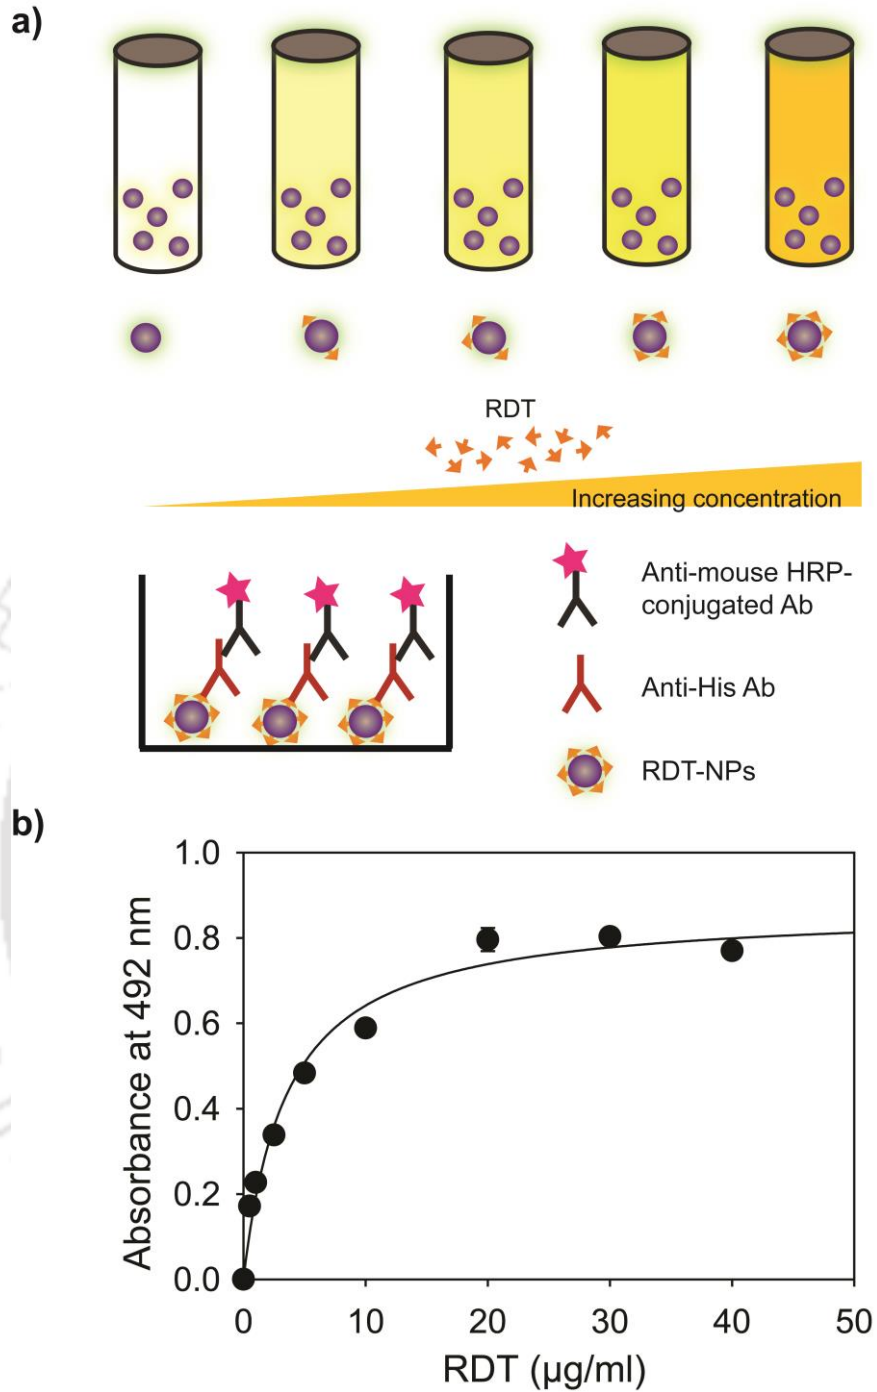 a)
RDT
Increasing concentration
Anti-mouse HRP-
conjugated Ab
Anti-His Ab
RDT-NPs
b)
1.0
0.8
0.6
0.4
0.2
0.0
Absorbance at 492 nm
0 10 20 30 40 50
RDT (µg/ml)